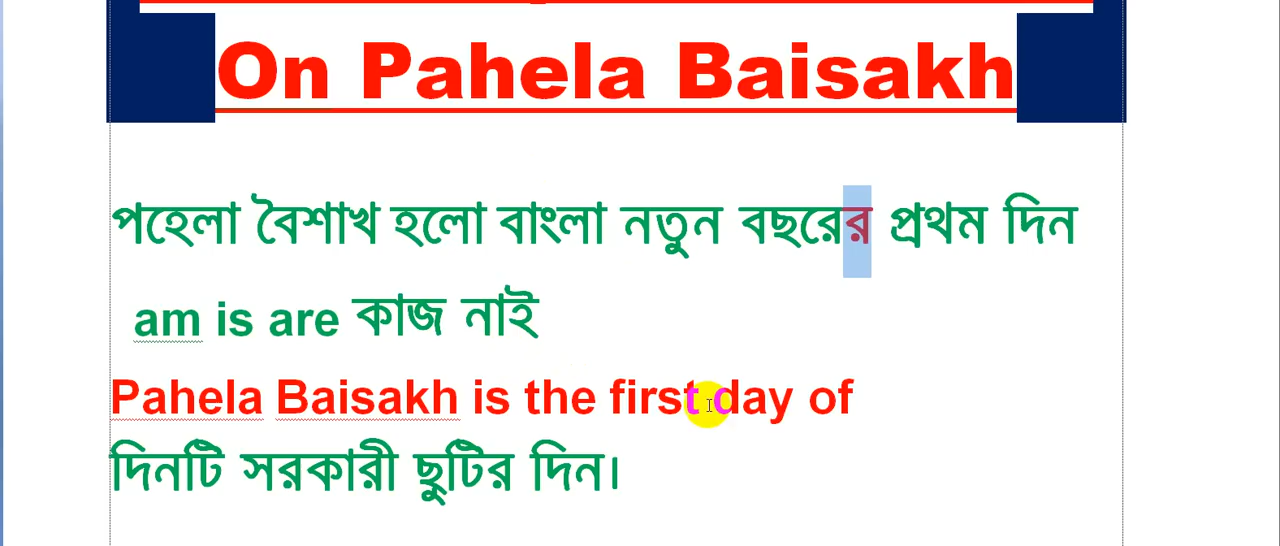 On Pahela Baisakh
পহেলা বৈশাখ হলো বাংলা নতুন বছরের প্রথম দিন
am is are কাজ নাই
Pahela Baisakh is the first day of
দিনটি সরকারী ছুটির দিন।